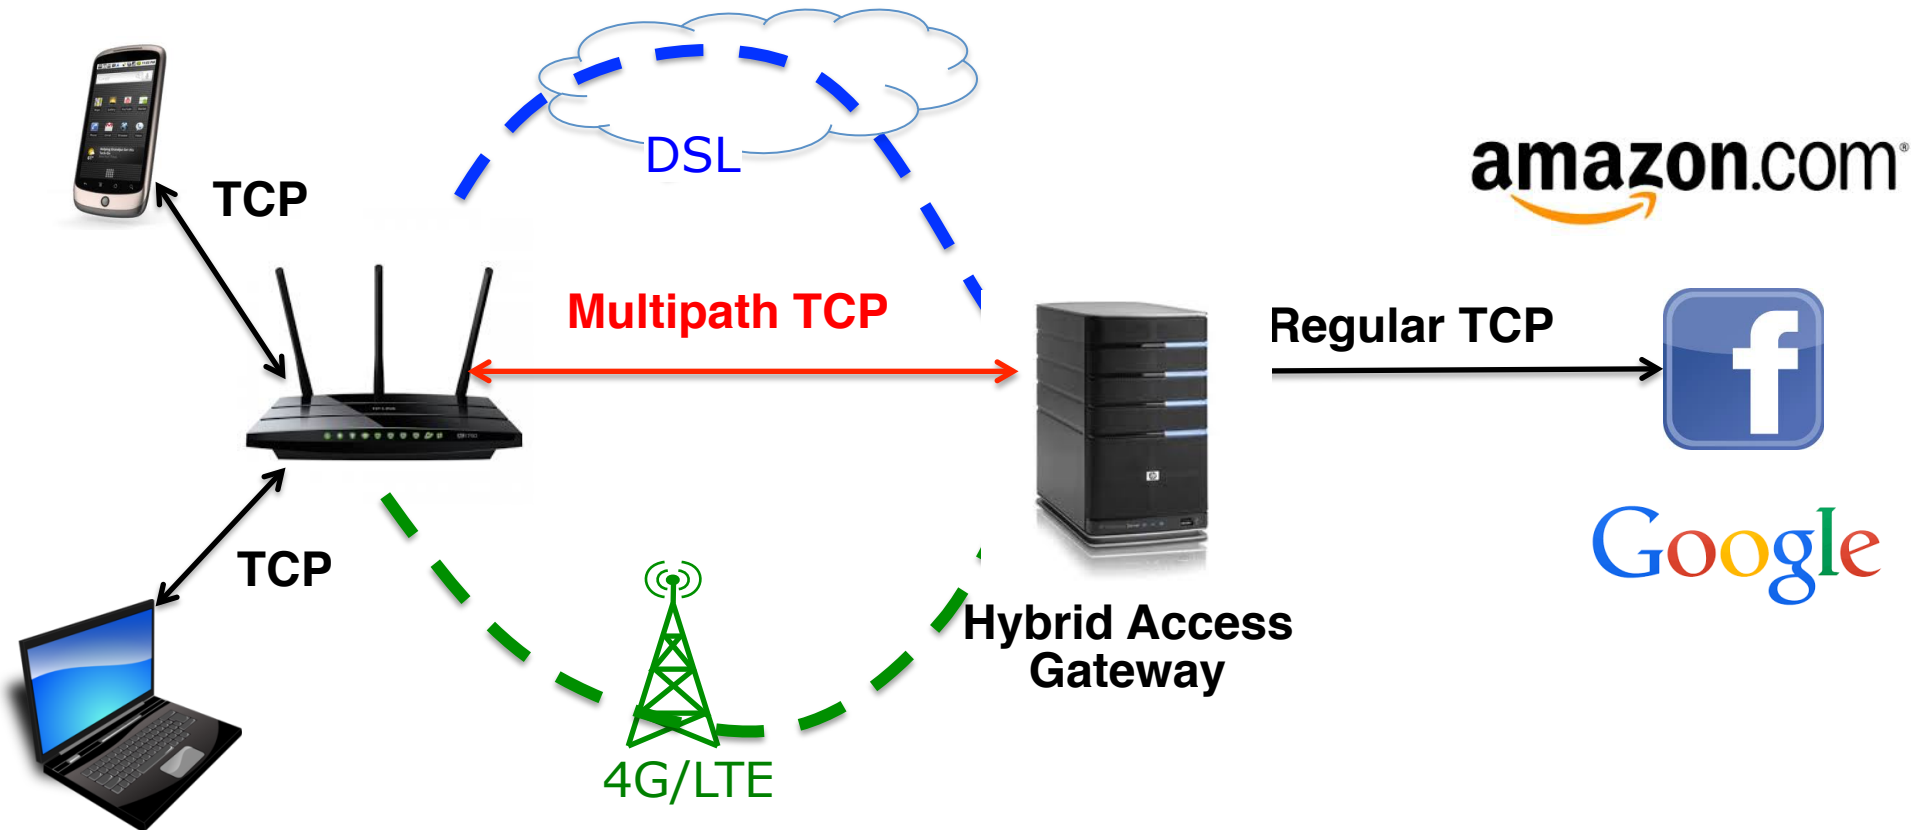 TCP
DSL
amazon.com®
Multipath TCP
Regular TCP
TCP
Hybrid Access
Gateway
Google
4G/LTE